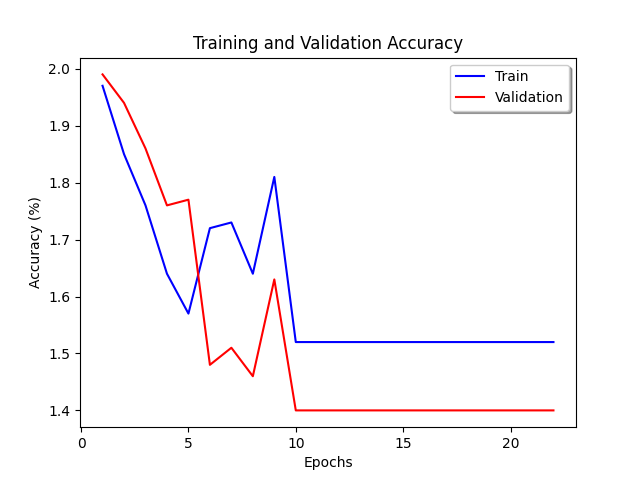 Training and Validation Accuracy
Train
Validation
Accuracy (%)
2.0
1.9
1.8
1.7
1.6
1.5
1.4
0 5 10 15 20
Epochs